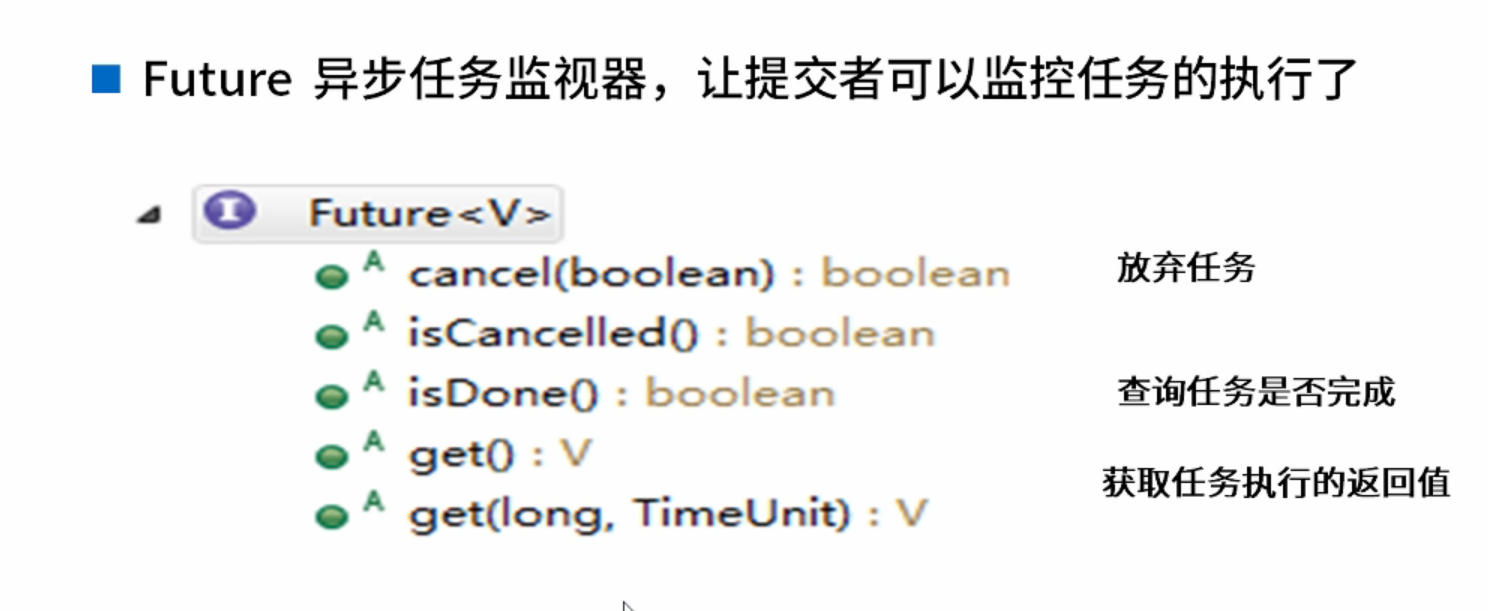 Future 异步任务监视器，让提交者可以监控任务的执行了
I Future<V>
A cancel(boolean) : boolean 放弃任务
A isCancelled() : boolean
A isDone() : boolean 查询任务是否完成
A get() : V
获取任务执行的返回值
A get(long, TimeUnit) : V